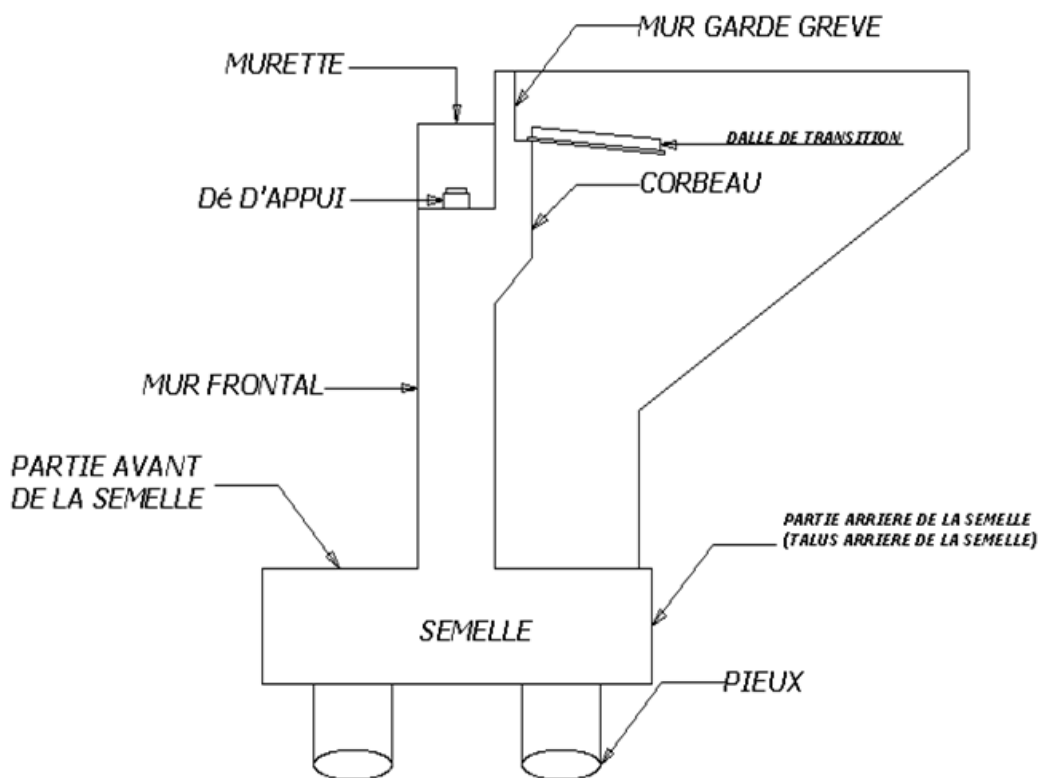 MUR GARDE GREVE
MURETTE
DALLE DE TRANSITION
CORBEAU
Dé D'APPUI
MUR FRONTAL
PARTIE AVANT
DE LA SEMELLE
PARTIE ARRIERE DE LA SEMELLE
(TALUS ARRIERE DE LA SEMELLE)
SEMELLE
PIEUX